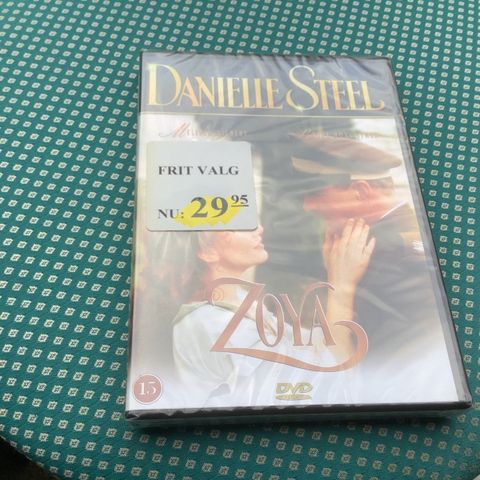 DANIELLE STEEL
FRIT VALG
NU: 29 95
ZOYA
DVD
15